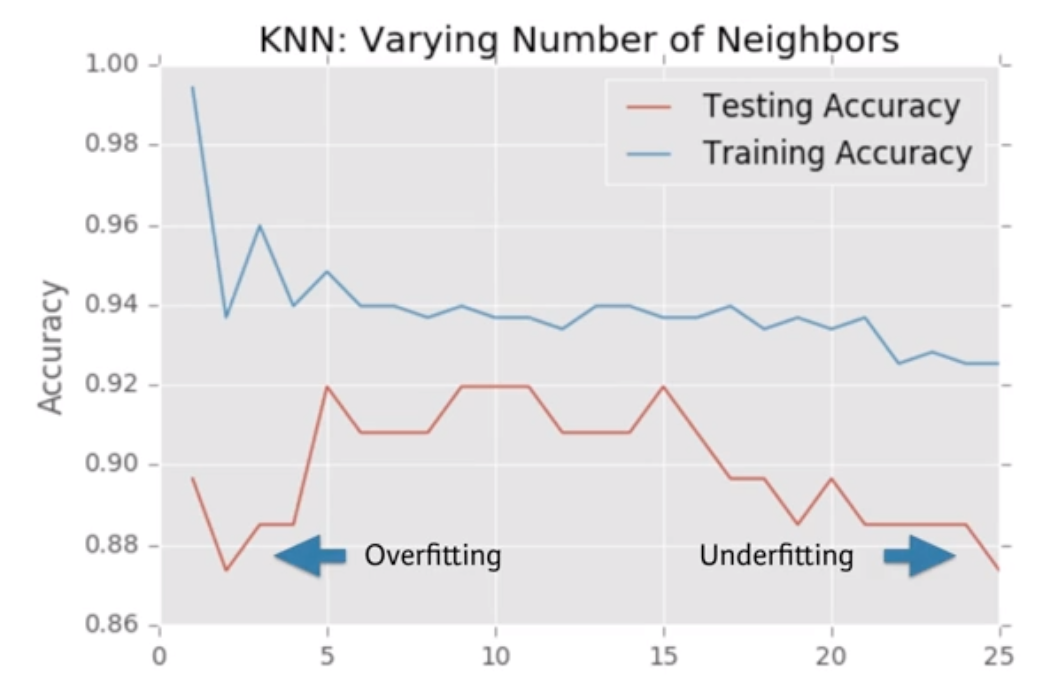 KNN: Varying Number of Neighbors
1.00
0.98
0.96
0.94
0.92
0.90
0.88
0.86
Accuracy
Testing Accuracy
Training Accuracy
Overfitting
Underfitting
0
5
10
15
20
25